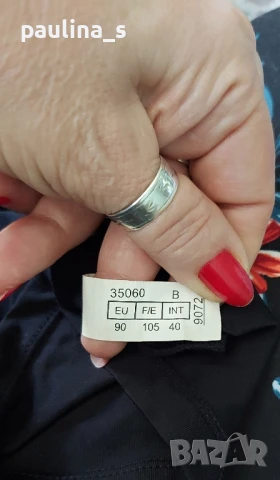 paulina_s
35060 B
EU F/E INT
90 105 40
9072
BAZAR